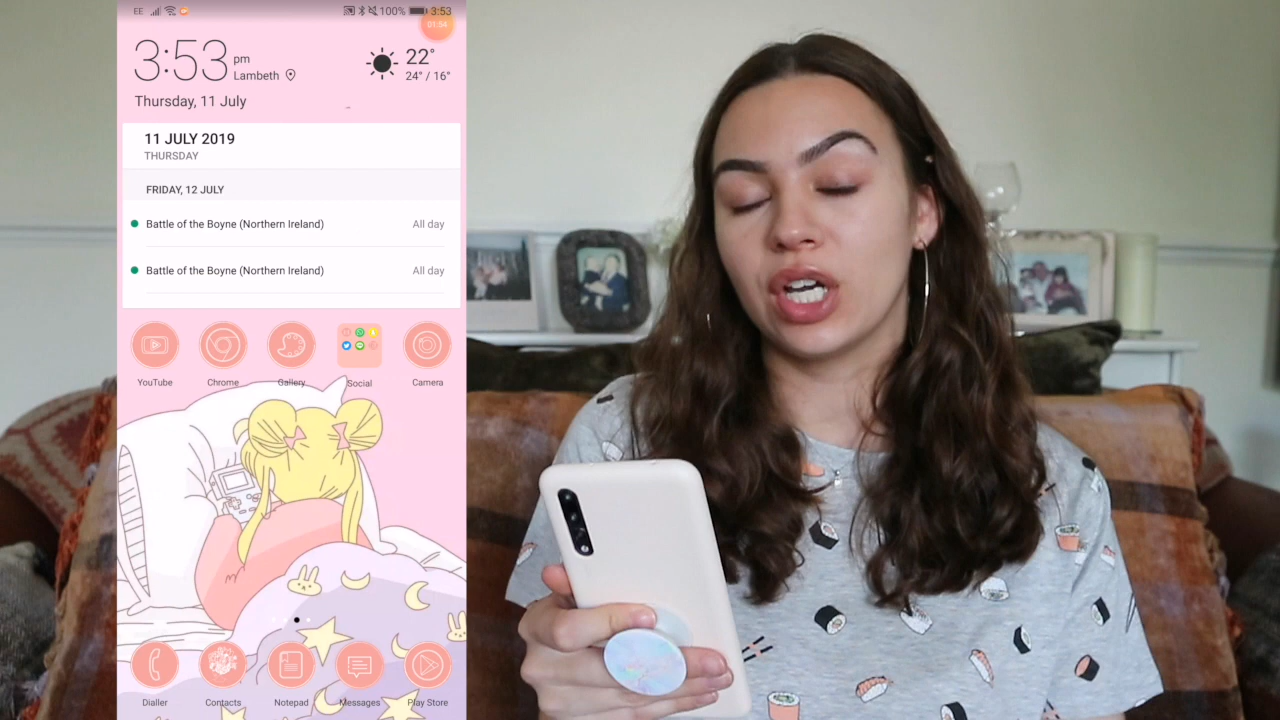 EE 100% 3:53
01:54
3:53 pm
Lambeth
22°
24° / 16°
Thursday, 11 July
11 JULY 2019
THURSDAY
FRIDAY, 12 JULY
Battle of the Boyne (Northern Ireland) All day
Battle of the Boyne (Northern Ireland) All day
YouTube Chrome Gallery Social Camera
Dialler Contacts Notepad Messages Play Store